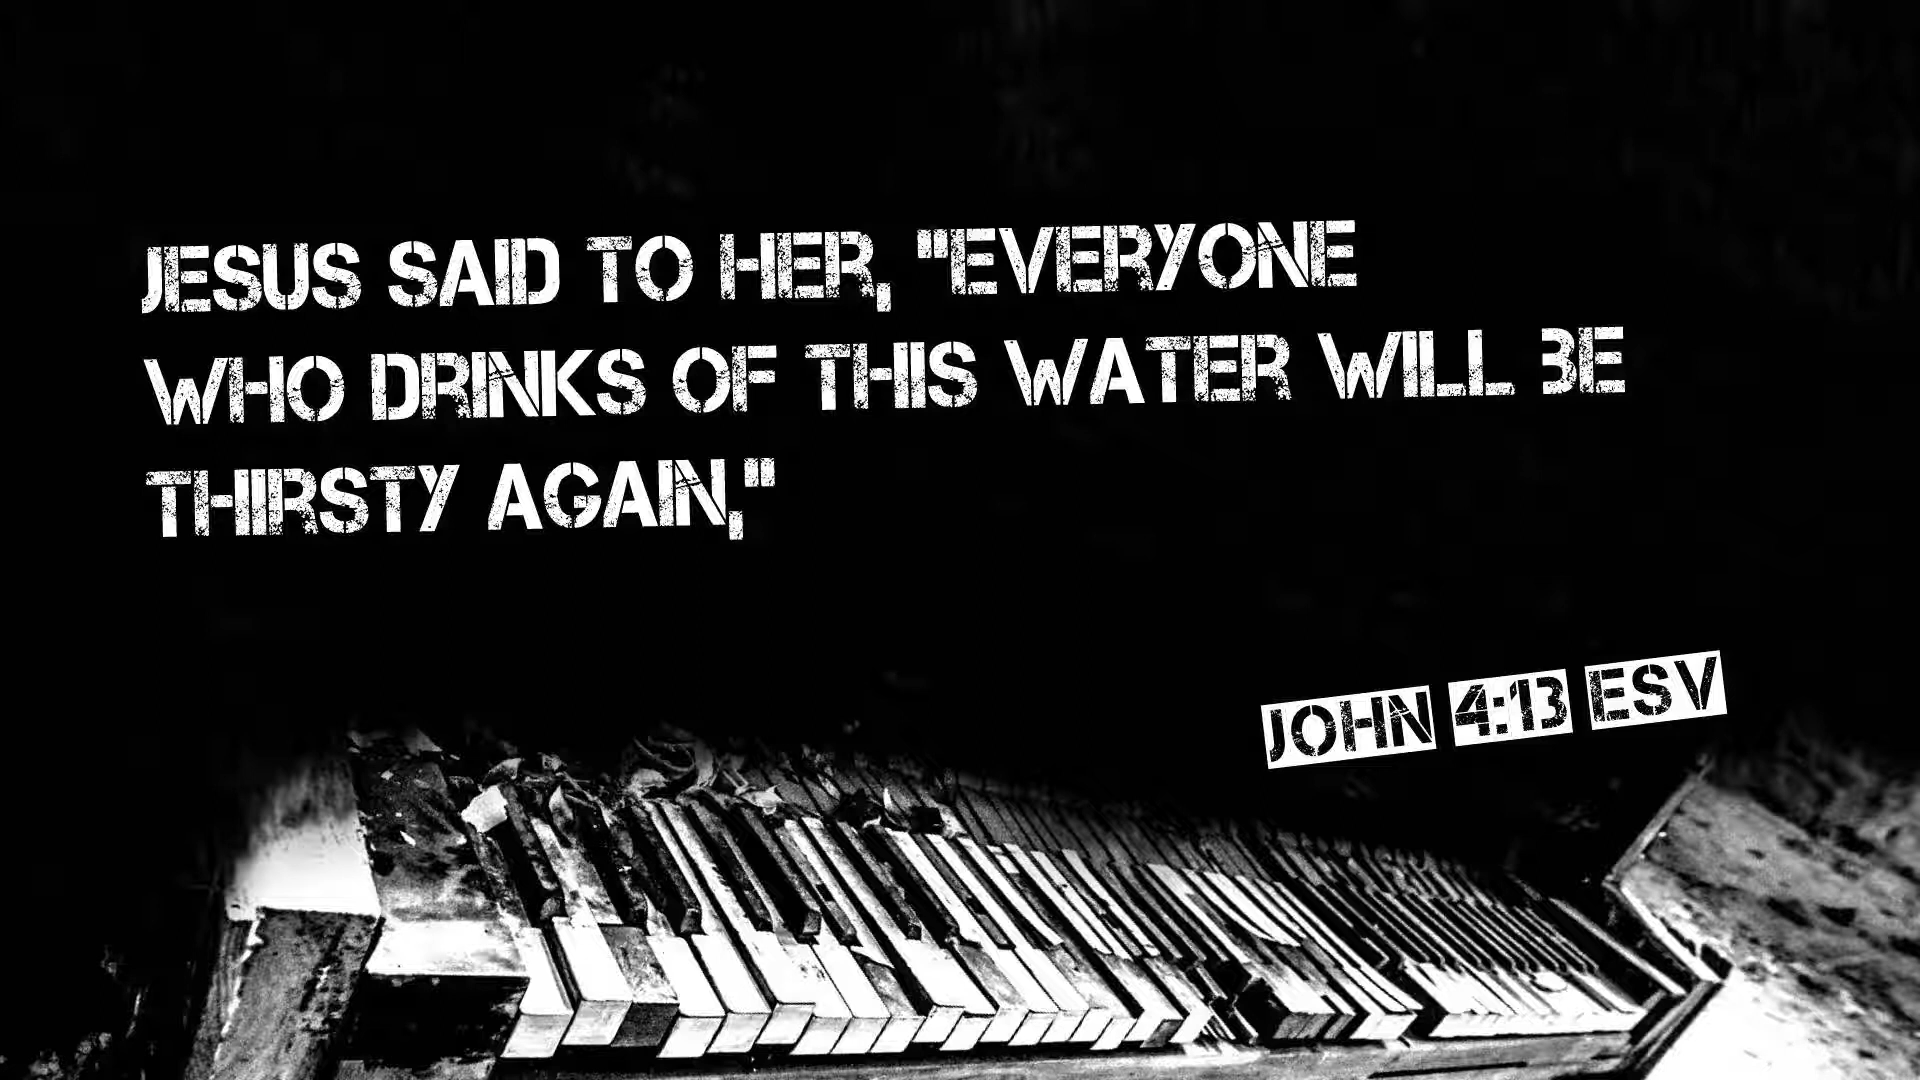 JESUS SAID TO HER, "EVERYONE
WHO DRINKS OF THIS WATER WILL BE
THIRSTY AGAIN,"
JOHN 4:13 ESV